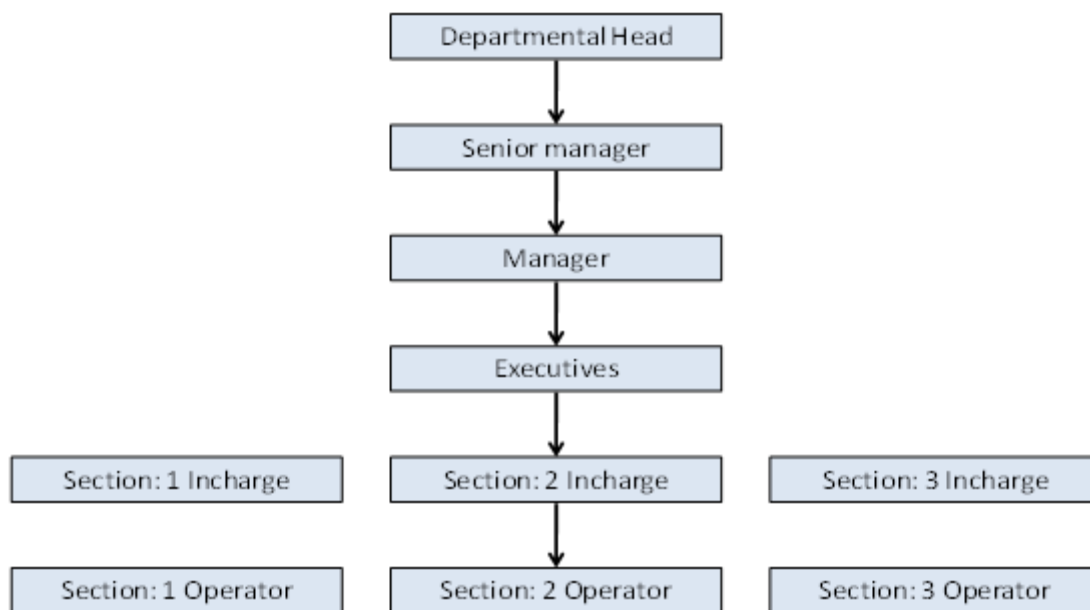 Departmental Head
Senior manager
Manager
Executives
Section: 1 Incharge
Section: 2 Incharge
Section: 3 Incharge
Section: 1 Operator
Section: 2 Operator
Section: 3 Operator